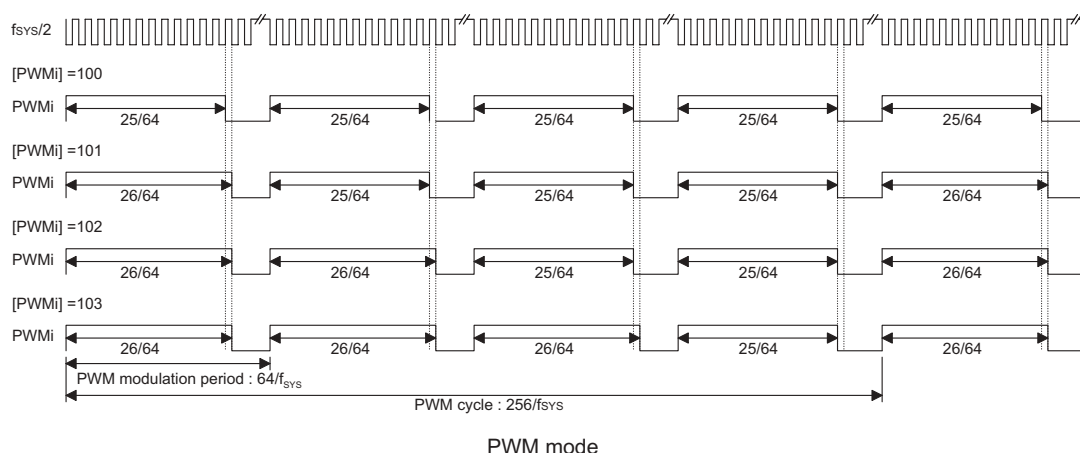 fSYS/2
[PWMi] =100
PWMi
25/64 25/64 25/64 25/64 25/64
[PWMi] =101
PWMi
26/64 25/64 25/64 25/64 26/64
[PWMi] =102
PWMi
26/64 26/64 25/64 25/64 26/64
[PWMi] =103
PWMi
26/64 26/64 26/64 25/64 26/64
PWM modulation period : 64/fSYS
PWM cycle : 256/fSYS
PWM mode